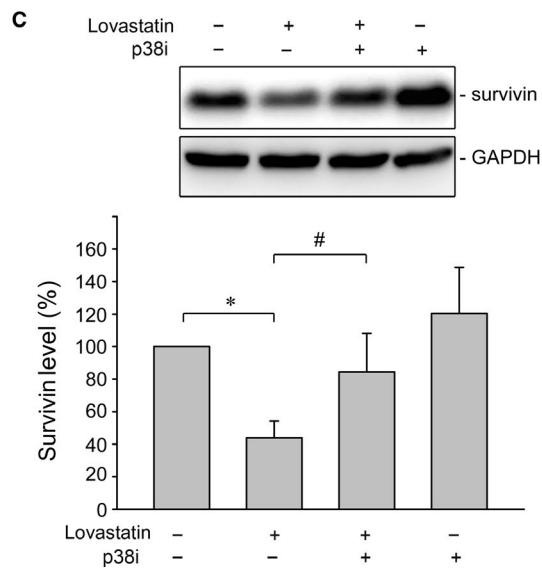 C
Lovastatin − + + −
p38i − − + +
- survivin
- GAPDH
Survivin level (%)
160
140
120
100
80
60
40
20
0
#
*
Lovastatin − + + −
p38i − − + +